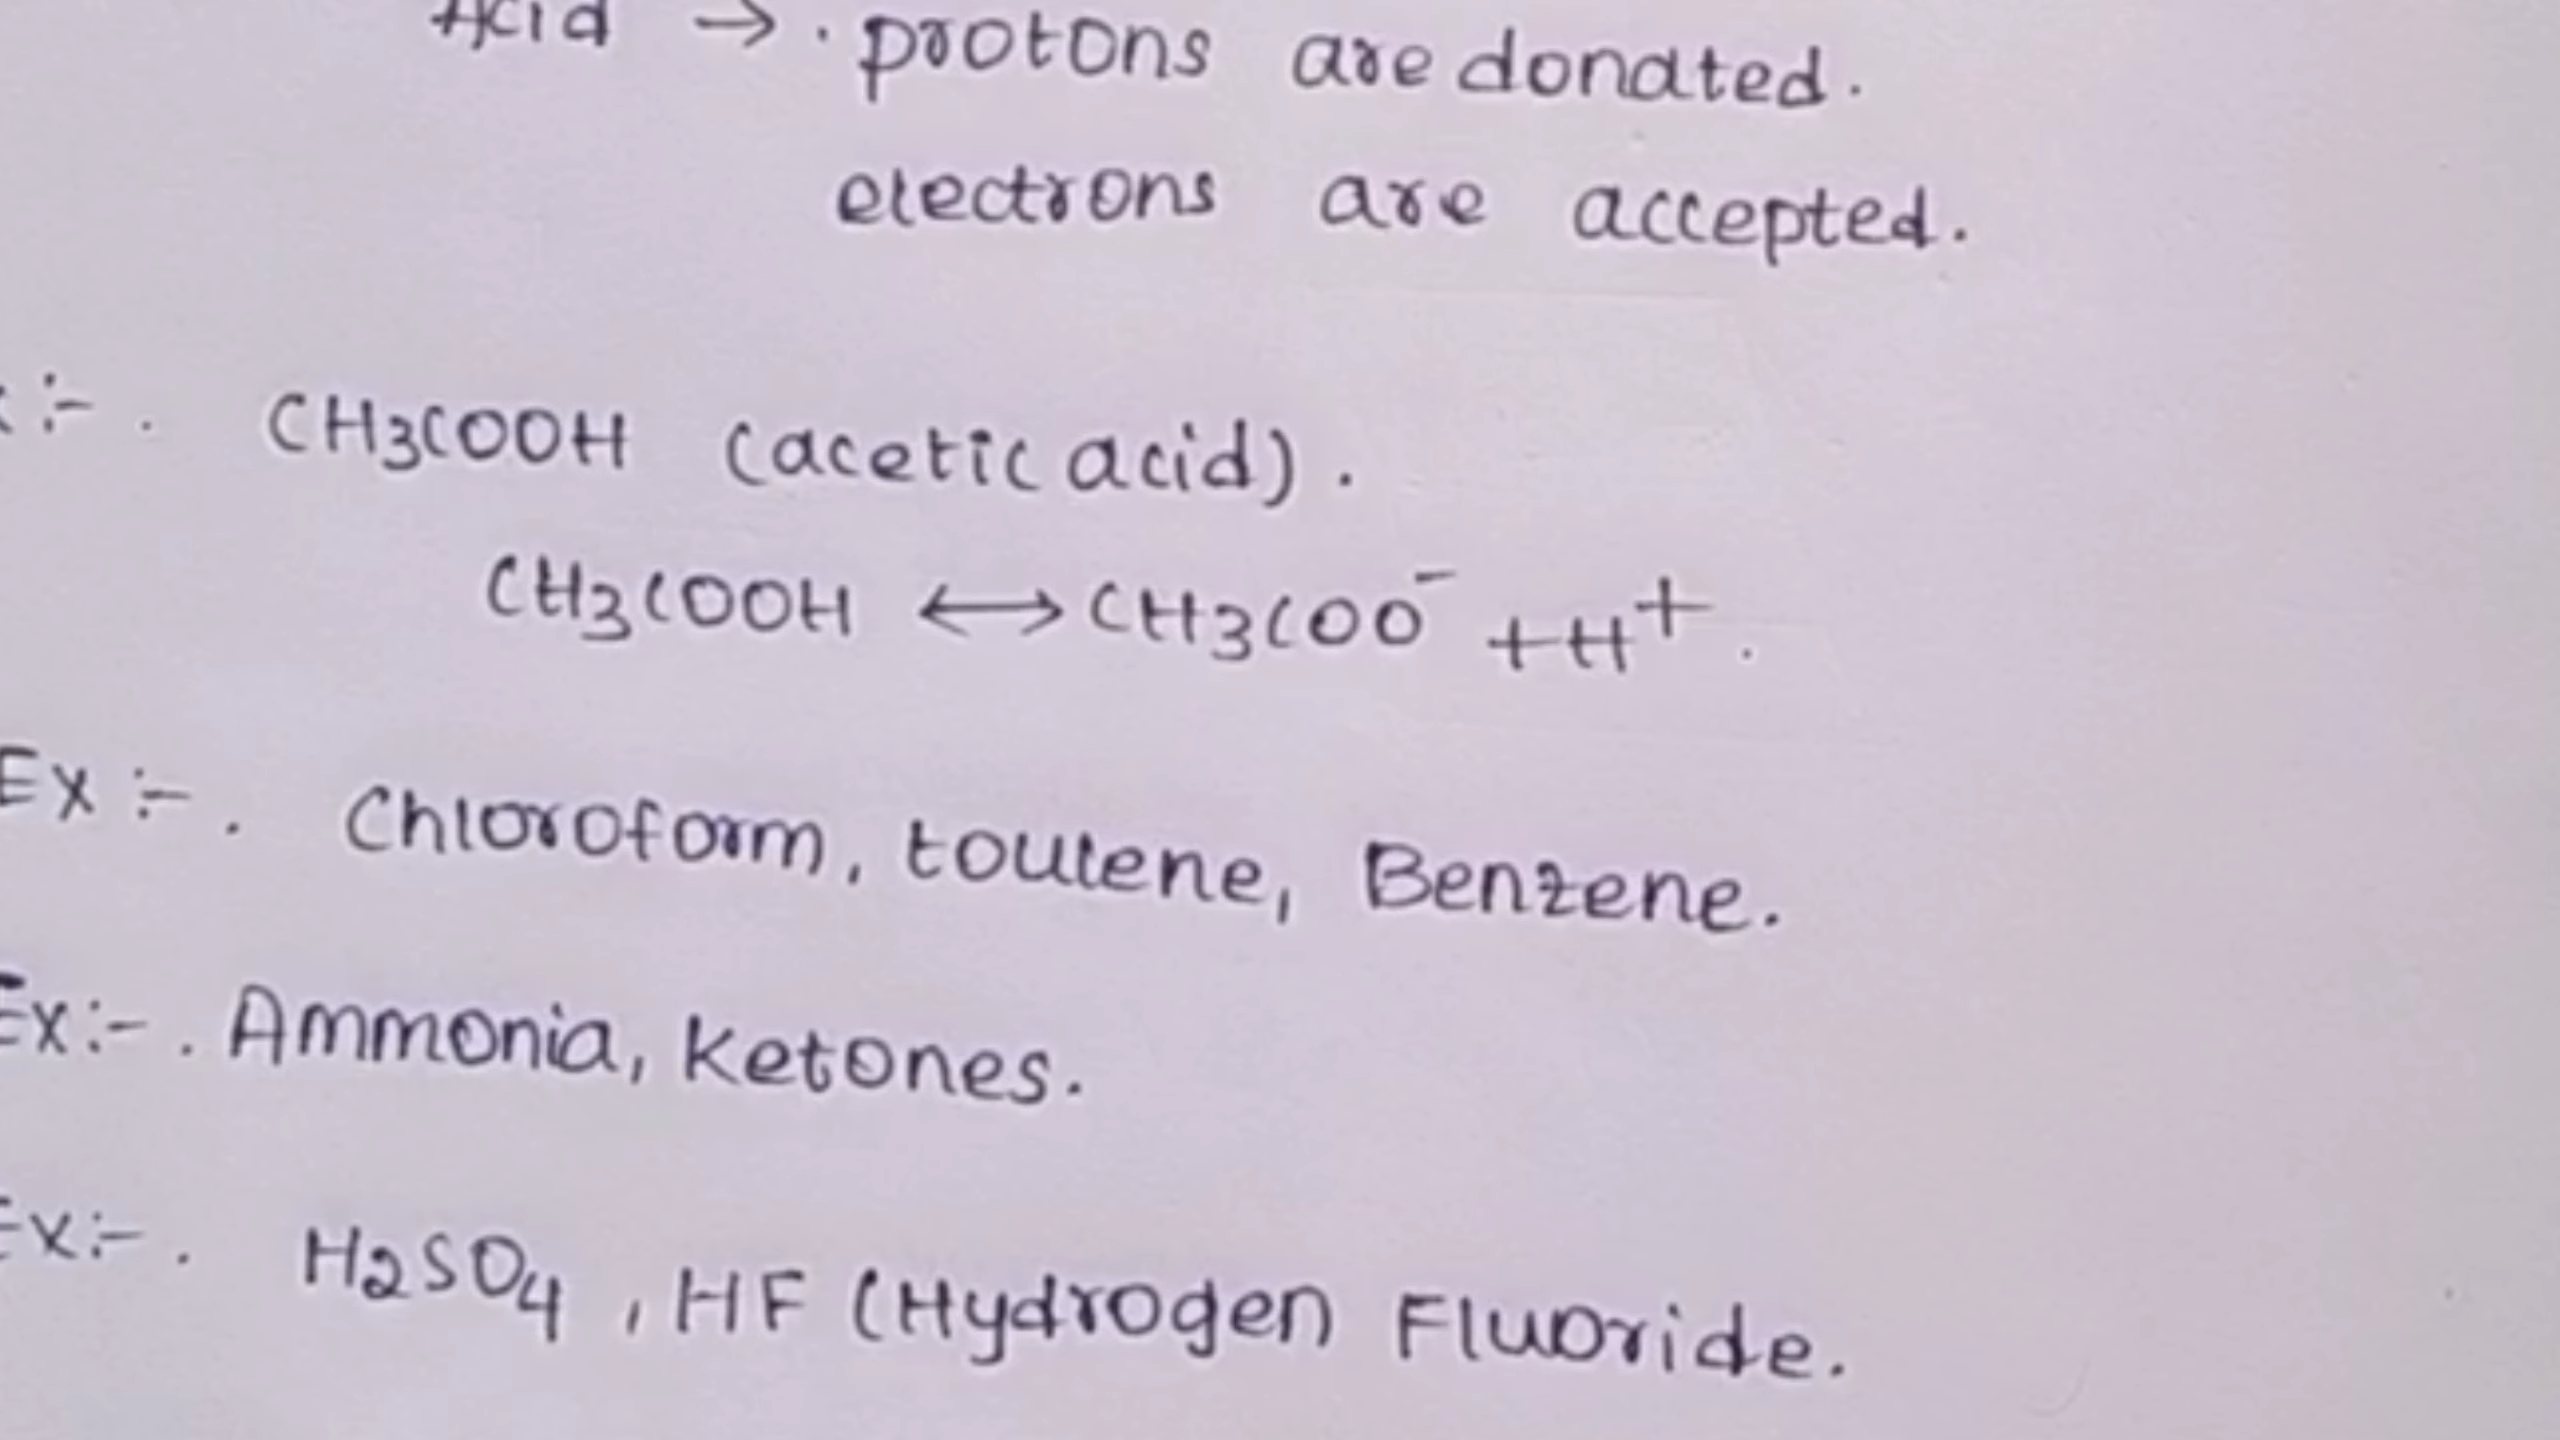 Acid → . protons are donated.
electrons are accepted.
:- . CH3COOH (acetic acid).
CH3COOH ↔ CH3COO⁻ + H⁺.
Ex :- . Chloroform, toulene, Benzene.
Ex:- . Ammonia, Ketones.
Ex:- . H2SO4, HF (Hydrogen Fluoride.